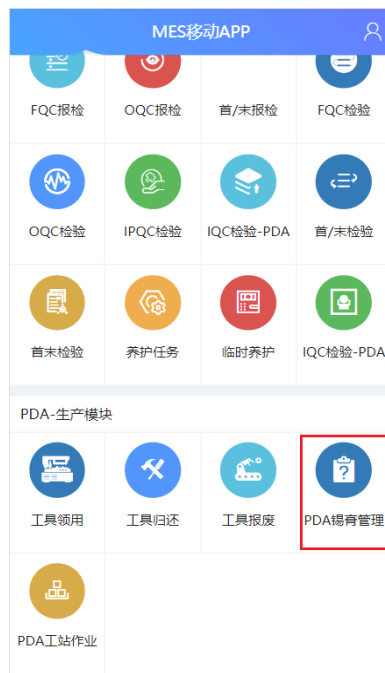 MES移动APP
FQC报检 OQC报检 首/末报检 FQC检验
OQC检验 IPQC检验 IQC检验-PDA 首/末检验
首末检验 养护任务 临时养护 IQC检验-PDA
PDA-生产模块
工具领用 工具归还 工具报废 PDA锡膏管理
PDA工站作业